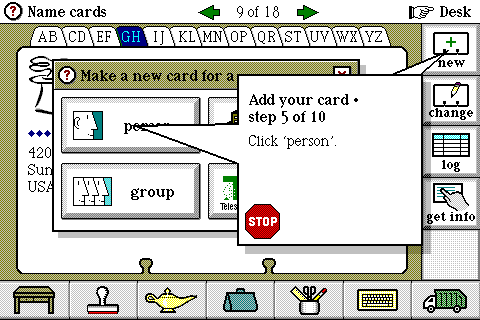 Name cards
9 of 18
Desk
AB CD EF GH IJ KL MN OP QR ST UV WX YZ
new
Make a new card for a
Add your card •
step 5 of 10
Click ‘person’.
STOP
group
change
log
get info
420
Sun
USA